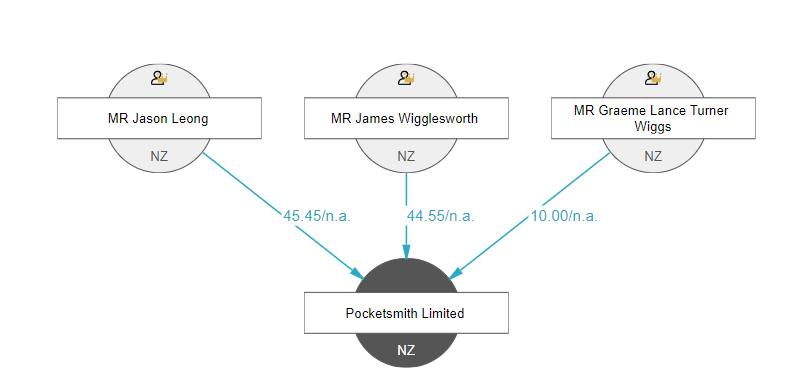 MR Jason Leong
NZ
MR James Wigglesworth
NZ
MR Graeme Lance Turner
Wiggs
NZ
45.45/n.a.
44.55/n.a.
10.00/n.a.
Pocketsmith Limited
NZ